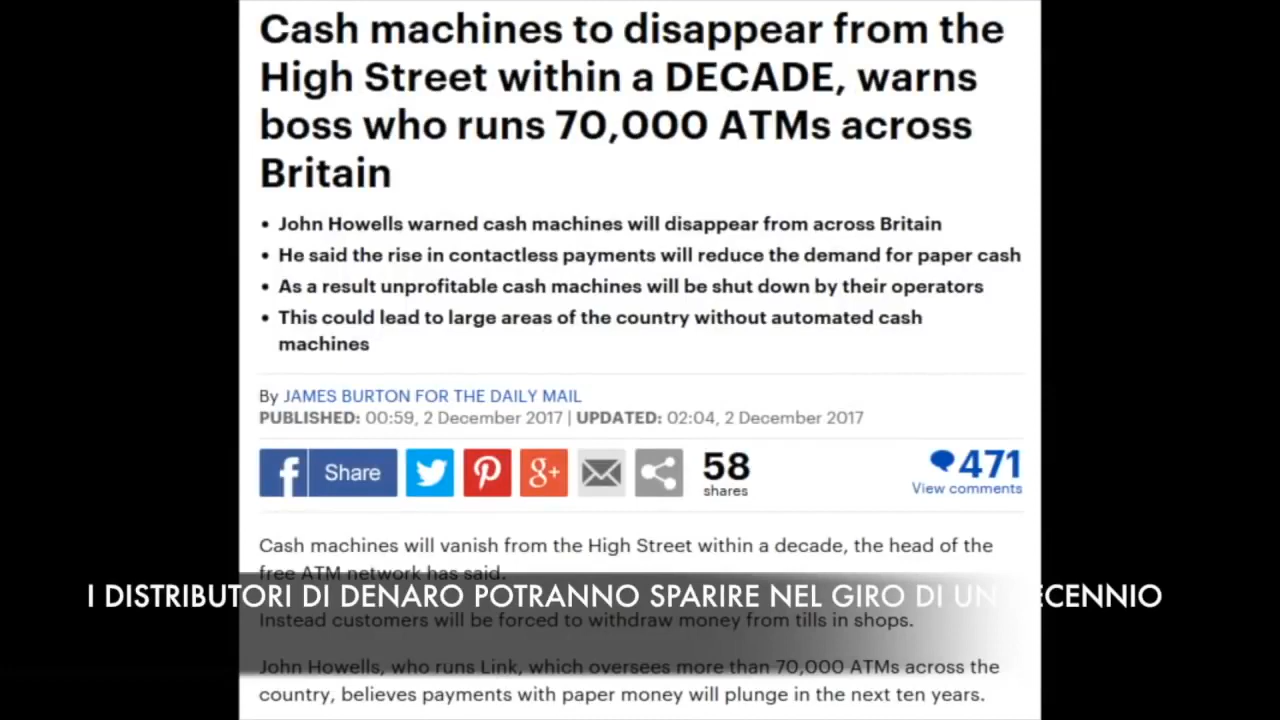 Cash machines to disappear from the
High Street within a DECADE, warns
boss who runs 70,000 ATMs across
Britain
• John Howells warned cash machines will disappear from across Britain
• He said the rise in contactless payments will reduce the demand for paper cash
• As a result unprofitable cash machines will be shut down by their operators
• This could lead to large areas of the country without automated cash
machines
By JAMES BURTON FOR THE DAILY MAIL
PUBLISHED: 00:59, 2 December 2017 | UPDATED: 02:04, 2 December 2017
f Share g+ 58 471
shares View comments
Cash machines will vanish from the High Street within a decade, the head of the
free ATM network has said.
I DISTRIBUTORI DI DENARO POTRANNO SPARIRE NEL GIRO DI UN DECENNIO
Instead customers will be forced to withdraw money from tills in shops.
John Howells, who runs Link, which oversees more than 70,000 ATMs across the
country, believes payments with paper money will plunge in the next ten years.